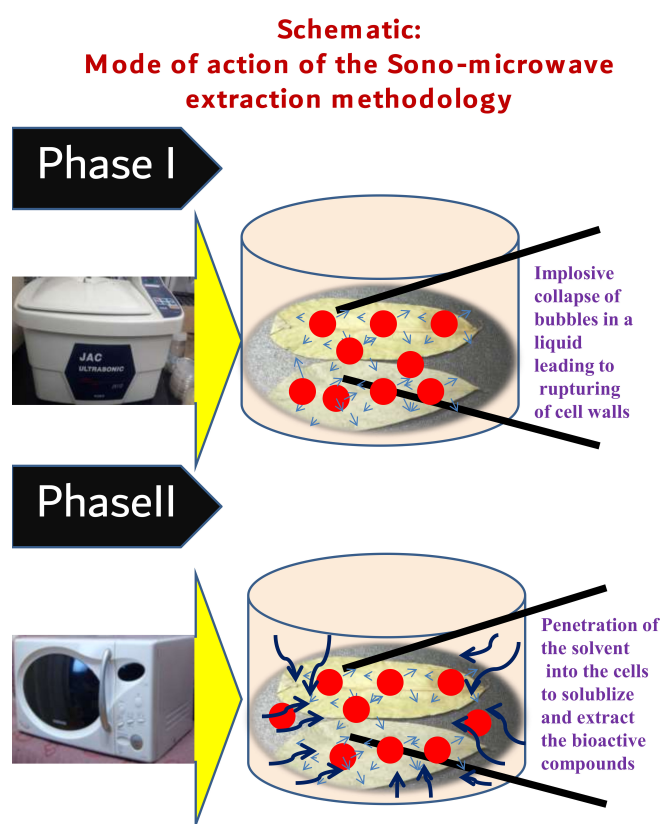 Schematic:
Mode of action of the Sono-microwave
extraction methodology
Phase I
JAC
ULTRASONIC
Implosive
collapse of
bubbles in a
liquid
leading to
rupturing
of cell walls
PhaseII
Penetration of
the solvent
into the cells
to solublize
and extract
the bioactive
compounds